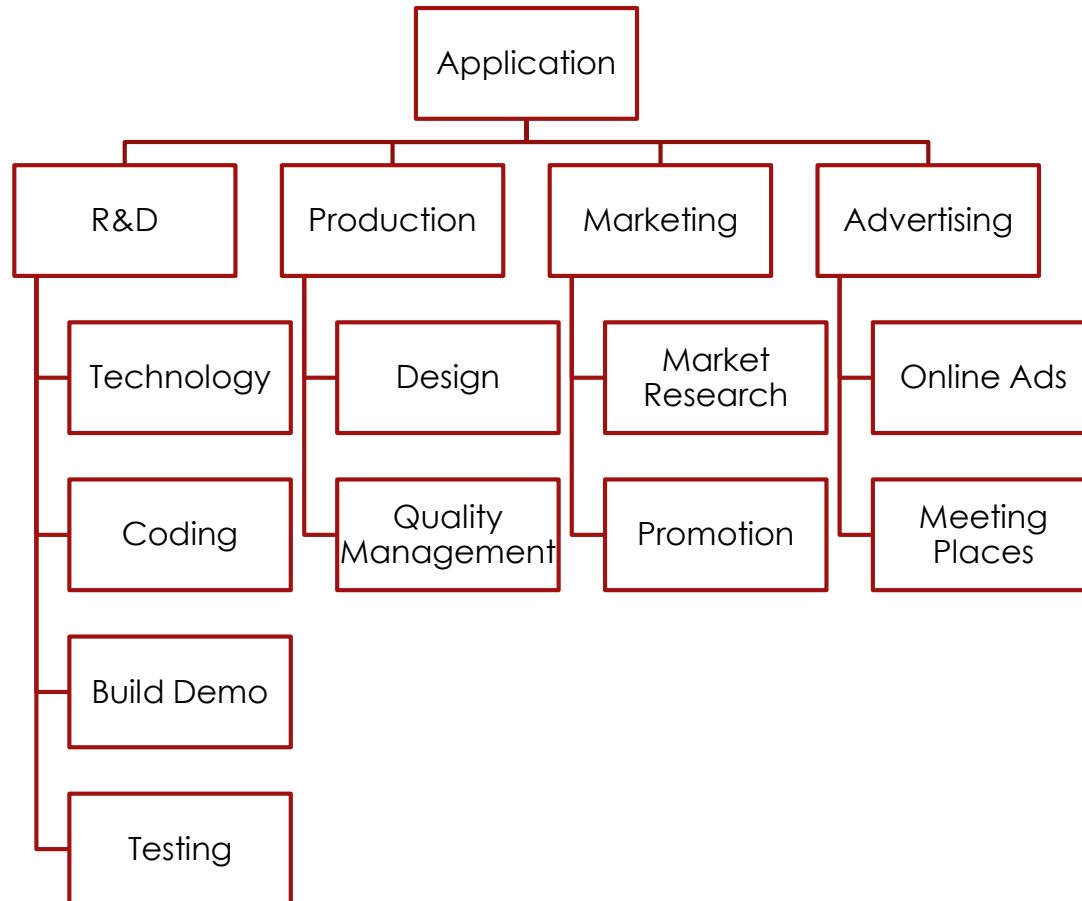 Application
R&D
Production
Marketing
Advertising
Technology
Design
Market
Research
Online Ads
Coding
Quality
Management
Promotion
Meeting
Places
Build Demo
Testing